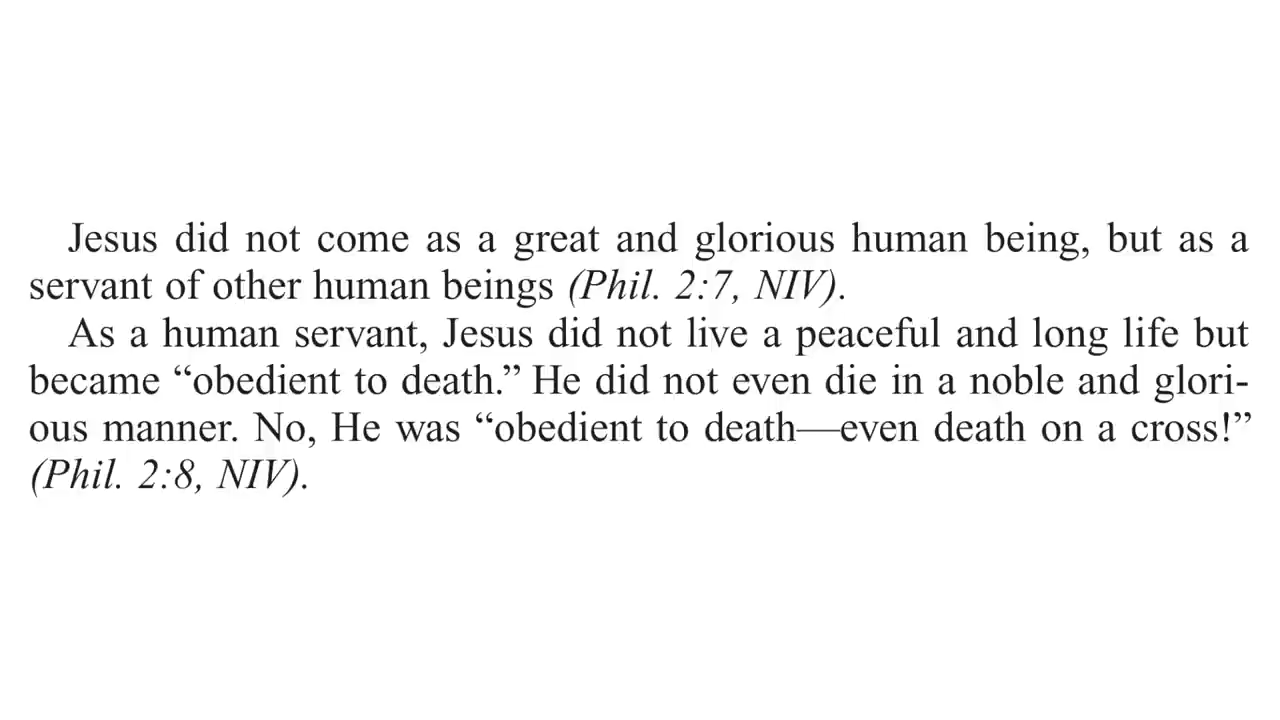 Jesus did not come as a great and glorious human being, but as a
servant of other human beings (Phil. 2:7, NIV).
As a human servant, Jesus did not live a peaceful and long life but
became “obedient to death.” He did not even die in a noble and glori-
ous manner. No, He was “obedient to death—even death on a cross!”
(Phil. 2:8, NIV).